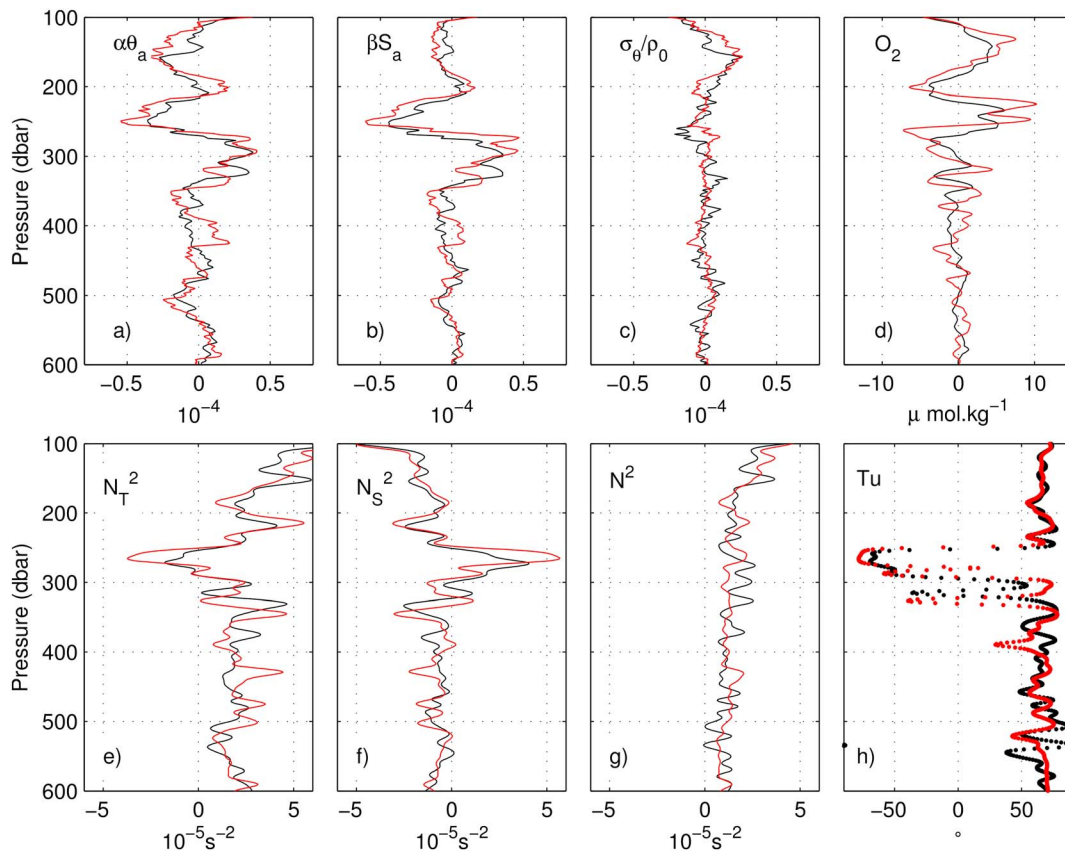 100
200
300
400
500
600
Pressure (dbar)
αθₐ
a)
−0.5 0 0.5
10⁻⁴
βSₐ
b)
−0.5 0 0.5
10⁻⁴
σ_θ/ρ₀
c)
−0.5 0 0.5
10⁻⁴
O₂
d)
−10 0 10
μ mol.kg⁻¹
100
200
300
400
500
600
Pressure (dbar)
N_T²
e)
−5 0 5
10⁻⁵s⁻²
N_S²
f)
−5 0 5
10⁻⁵s⁻²
N²
g)
−5 0 5
10⁻⁵s⁻²
Tu
h)
−50 0 50
°